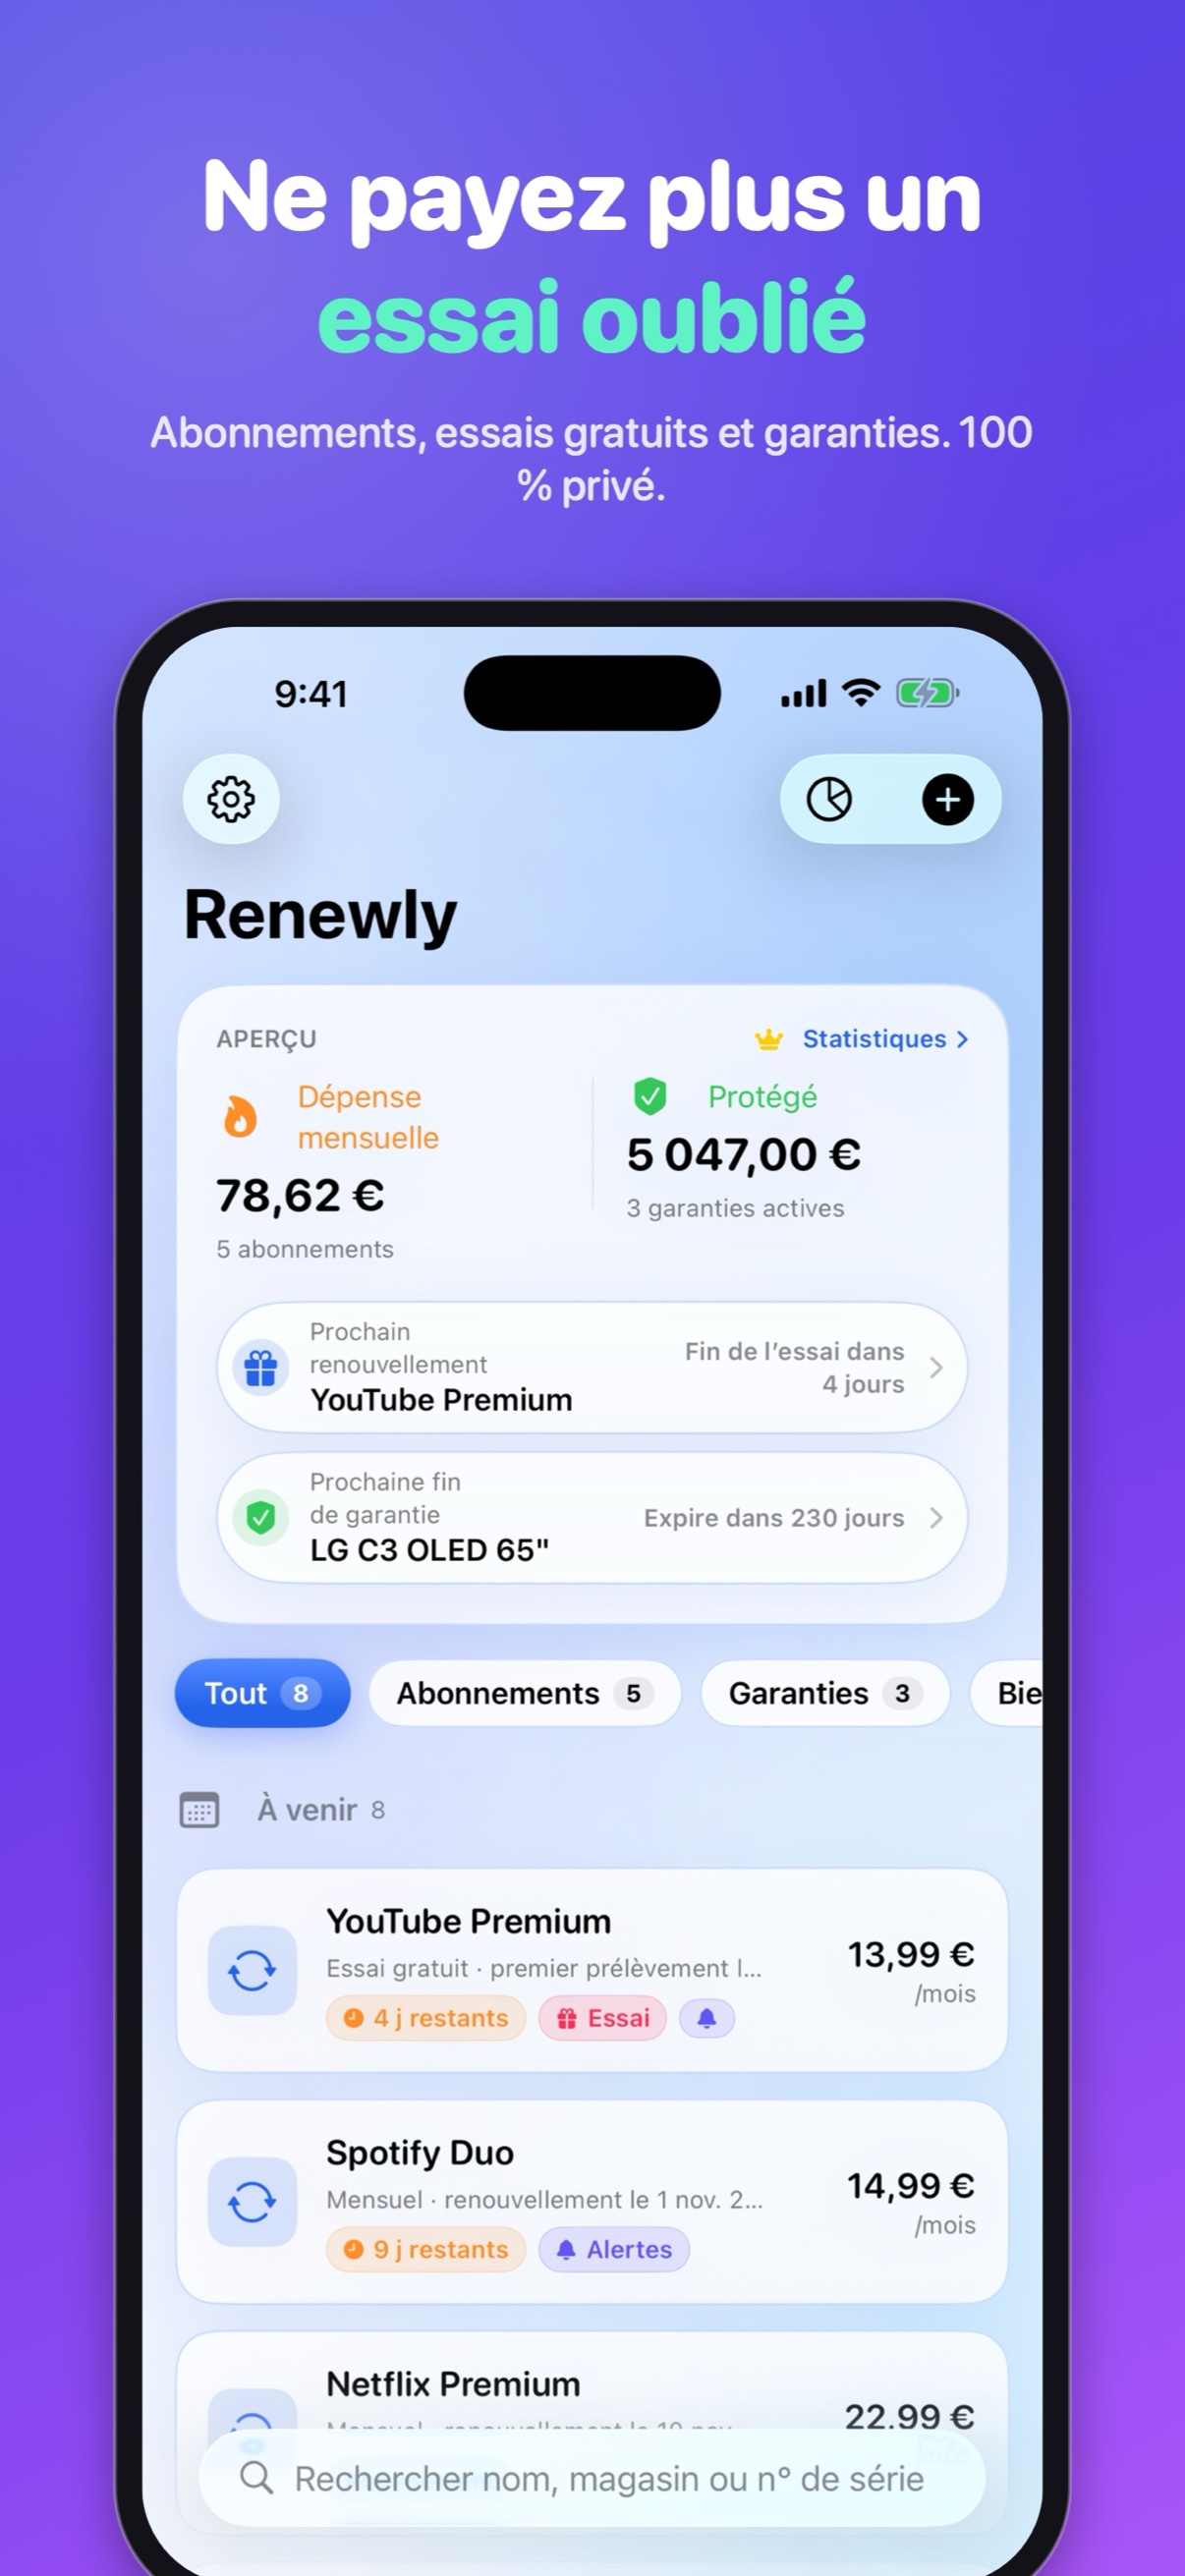 Ne payez plus un
essai oublié
Abonnements, essais gratuits et garanties. 100
% privé.
9:41
Renewly
APERÇU
Statistiques
Dépense
mensuelle
78,62 €
5 abonnements
Protégé
5 047,00 €
3 garanties actives
Prochain
renouvellement
YouTube Premium
Fin de l’essai dans
4 jours
Prochaine fin
de garantie
LG C3 OLED 65"
Expire dans 230 jours
Tout 8
Abonnements 5
Garanties 3
Bie
À venir 8
YouTube Premium
Essai gratuit · premier prélèvement l…
4 j restants
Essai
13,99 €
/mois
Spotify Duo
Mensuel · renouvellement le 1 nov. 2…
9 j restants
Alertes
14,99 €
/mois
Netflix Premium
22,99 €
Rechercher nom, magasin ou n° de série